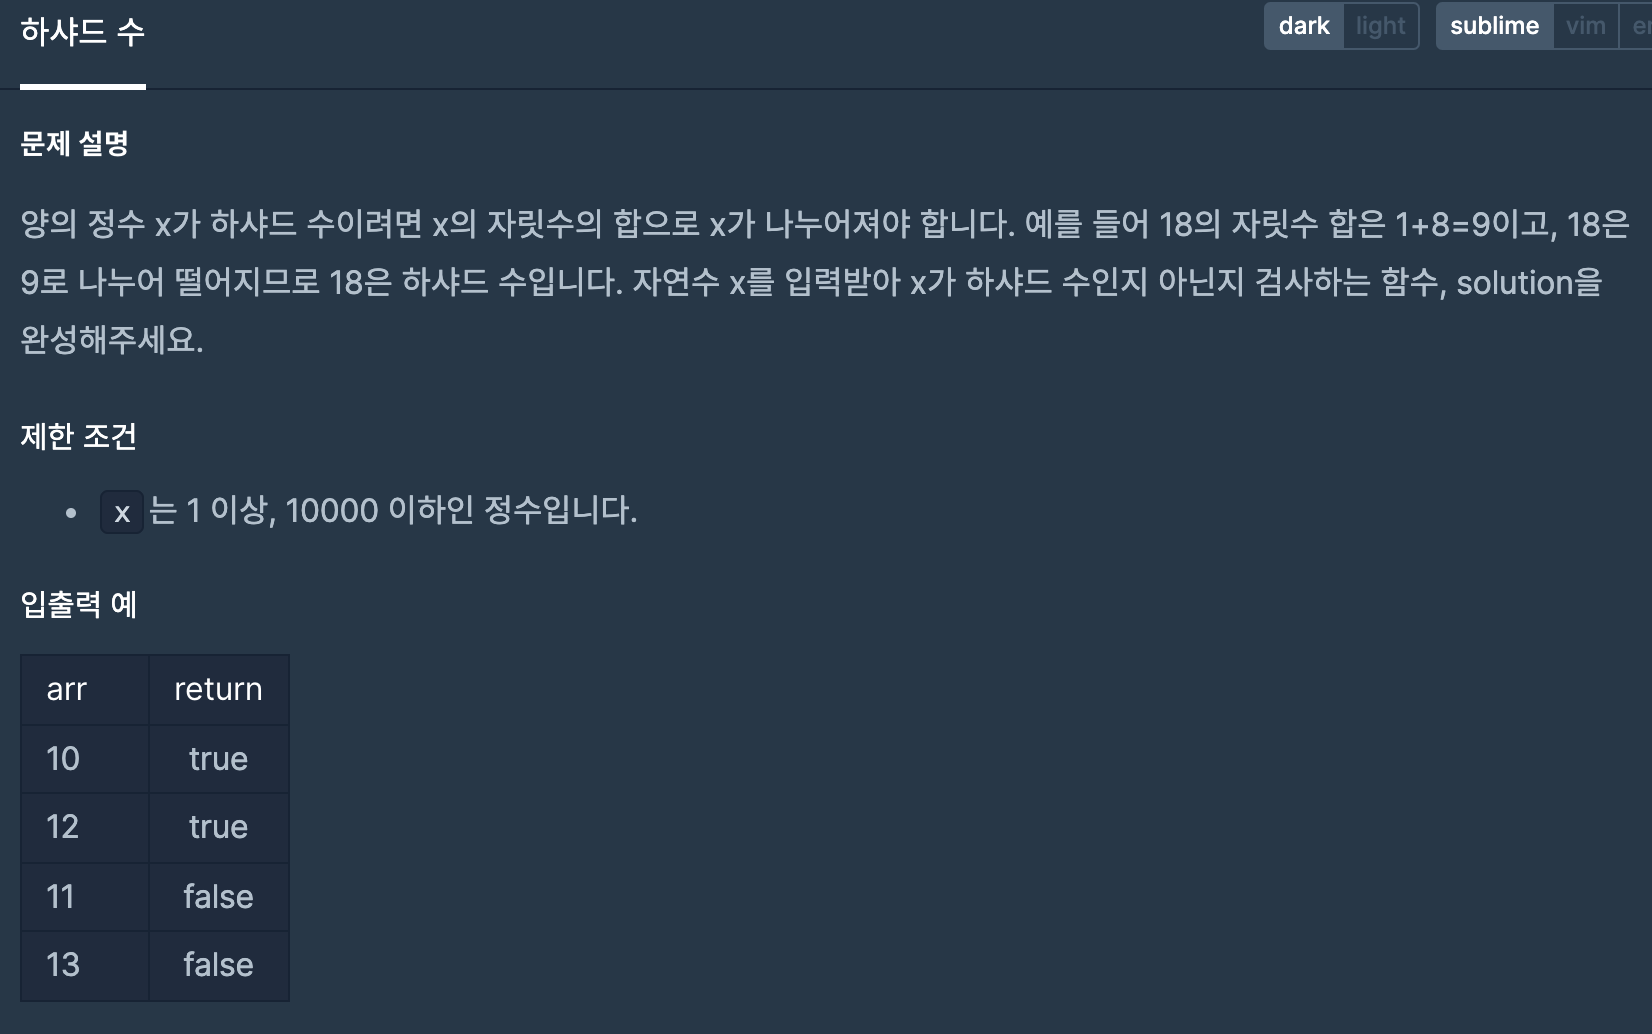 하샤드 수
dark light sublime vim
문제 설명
양의 정수 x가 하샤드 수이려면 x의 자릿수의 합으로 x가 나누어져야 합니다. 예를 들어 18의 자릿수 합은 1+8=9이고, 18은
9로 나누어 떨어지므로 18은 하샤드 수입니다. 자연수 x를 입력받아 x가 하샤드 수인지 아닌지 검사하는 함수, solution을
완성해주세요.
제한 조건
• x는 1 이상, 10000 이하인 정수입니다.
입출력 예
arr return
10 true
12 true
11 false
13 false